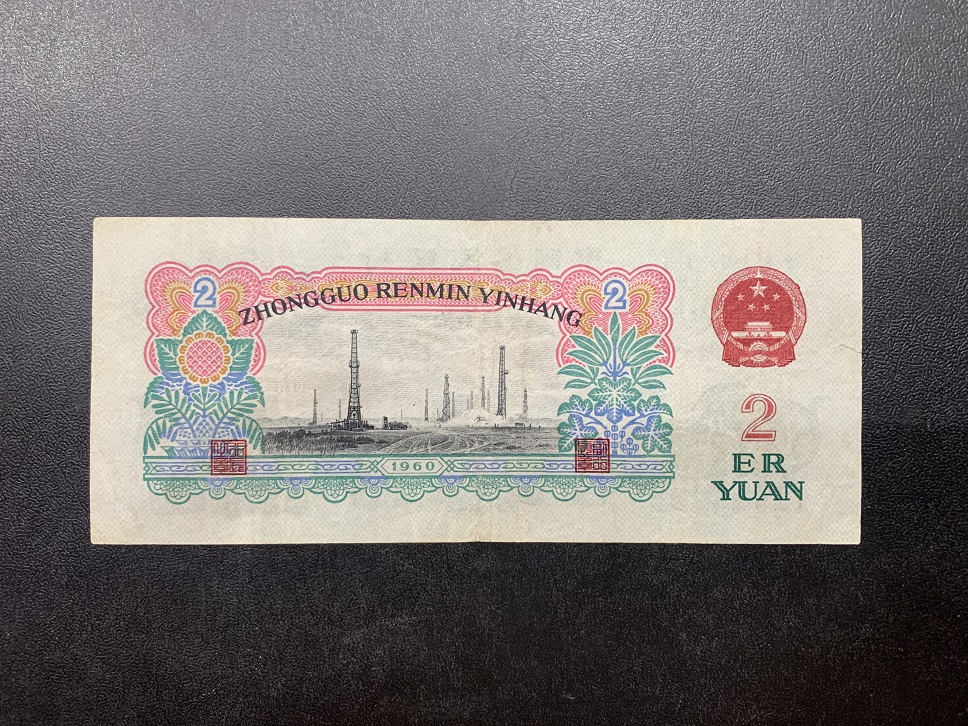 2
2
ZHONGGUO RENMIN YINHANG
1960
2
ER
YUAN